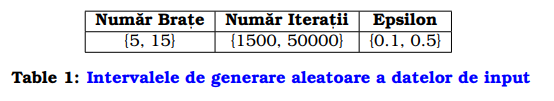 Număr Brațe Număr Iterații Epsilon
{5, 15} {1500, 50000} {0.1, 0.5}
Table 1: Intervalele de generare aleatoare a datelor de input